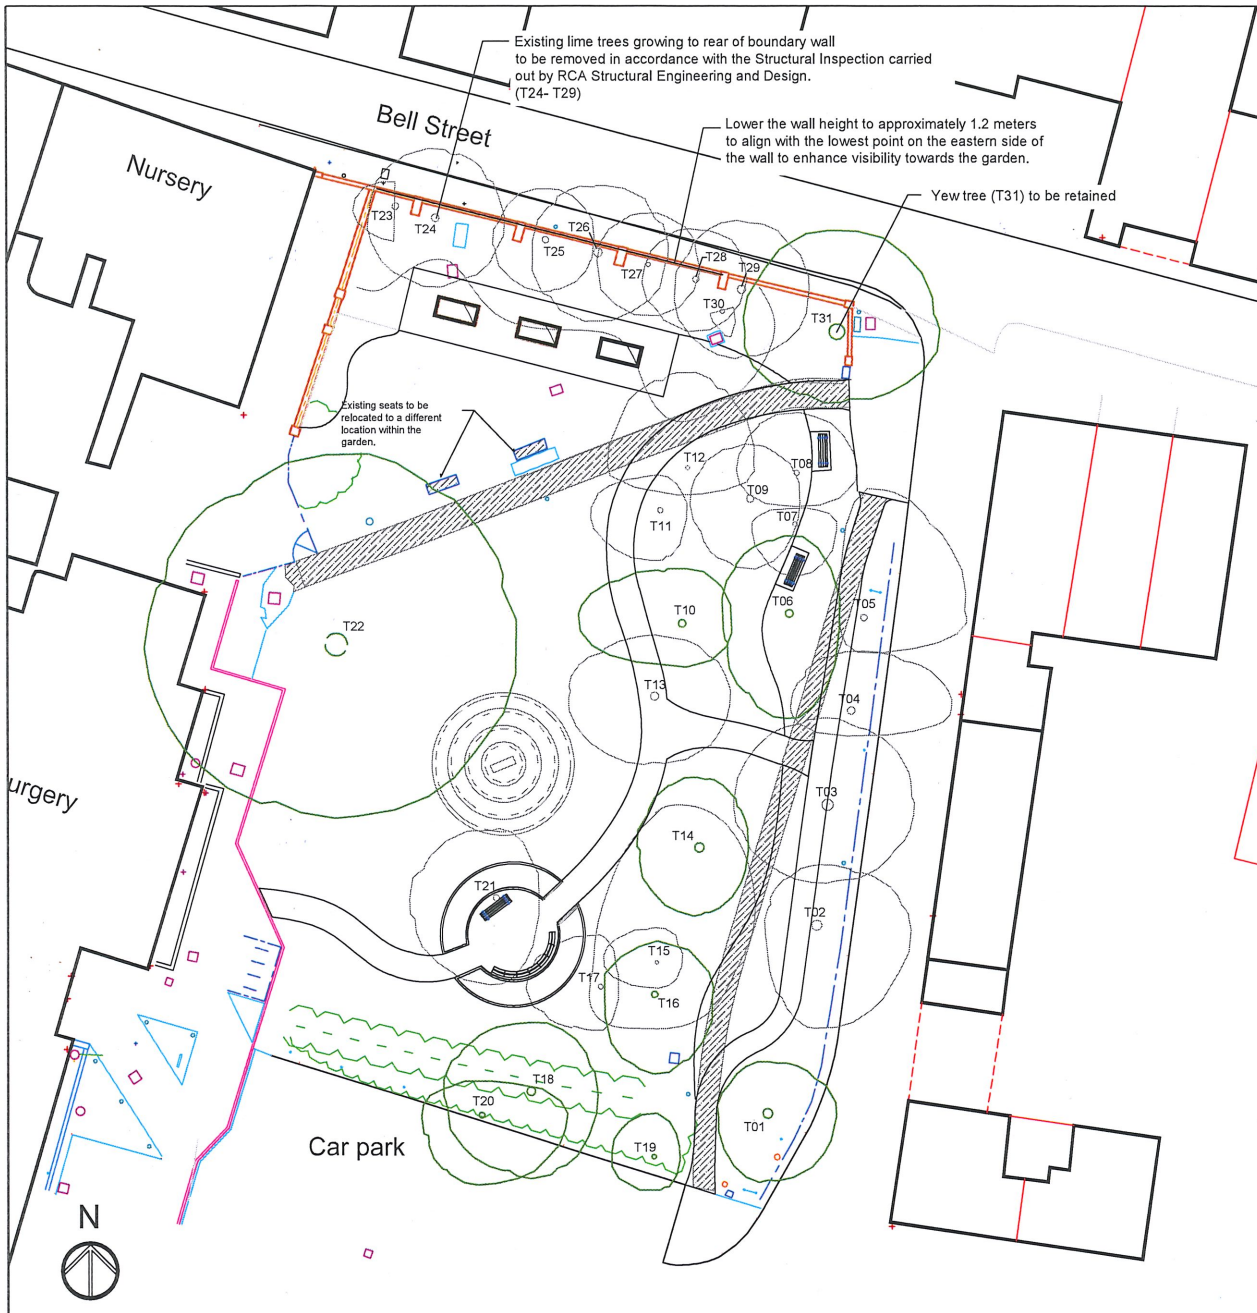 Existing lime trees growing to rear of boundary wall
to be removed in accordance with the Structural Inspection carried
out by RCA Structural Engineering and Design.
(T24- T29)
Bell Street
Lower the wall height to approximately 1.2 meters
to align with the lowest point on the eastern side of
the wall to enhance visibility towards the garden.
Nursery
Yew tree (T31) to be retained
T23
T24
T25
T26
T27
T28
T29
T30
T31
Existing seats to be
relocated to a different
location within the
garden.
T12
T08
T09
T11
T07
T10
T06
T05
T22
T13
T04
urgery
T03
T14
T21
T02
T15
T17
T16
T18
T20
T01
T19
Car park
N